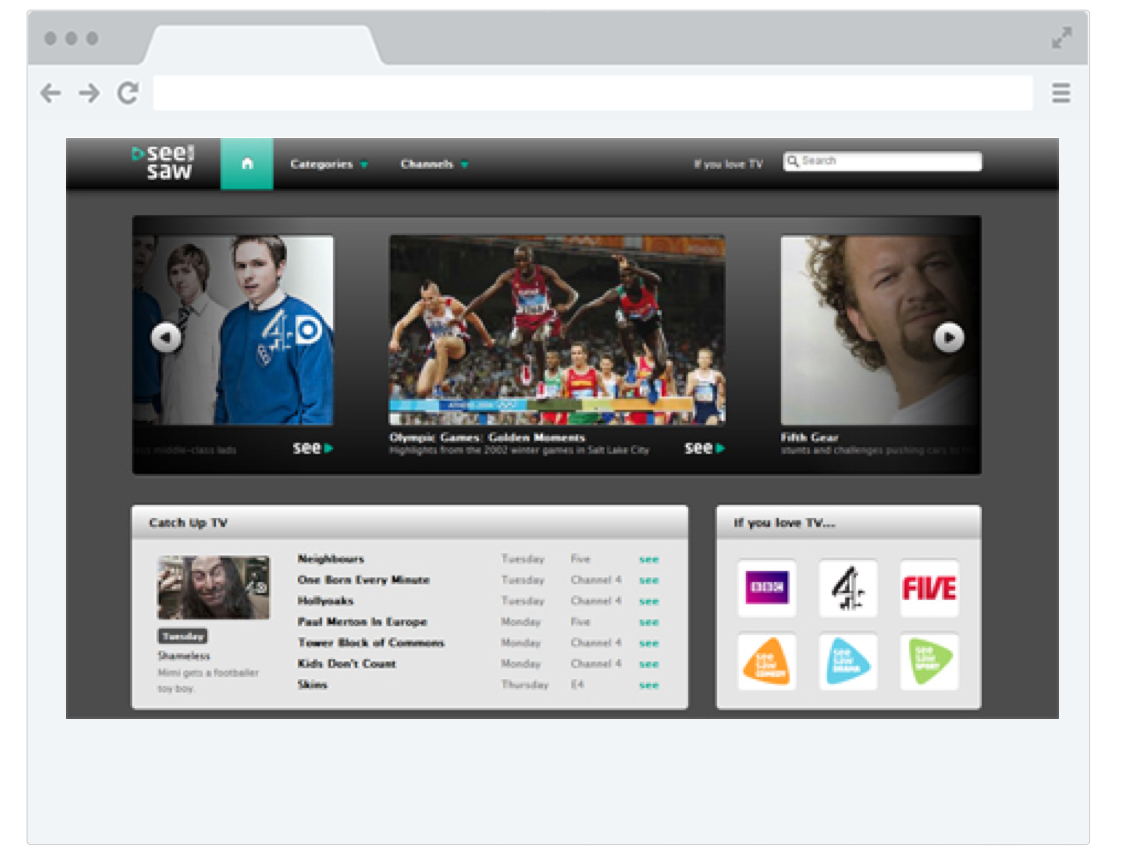 see
saw
Categories
Channels
If you love TV
Search
4
D
ATHENS 2004
middle-class lads
see
Olympic Games: Golden Moments
Highlights from the 2002 winter games in Salt Lake City
see
Fifth Gear
stunts and challenges pushing cars to
Catch Up TV
Neighbours Tuesday Five see
One Born Every Minute Tuesday Channel 4 see
Hollyoaks Tuesday Channel 4 see
Paul Merton In Europe Monday Five see
Tower Block of Commons Monday Channel 4 see
Kids Don't Count Monday Channel 4 see
Skins Thursday E4 see
Tuesday
Shameless
Mimi gets a footballer
toy boy.
If you love TV...
BBC
4
FIVE
see
saw
COMEDY
see
saw
DRAMA
see
saw
SPORT